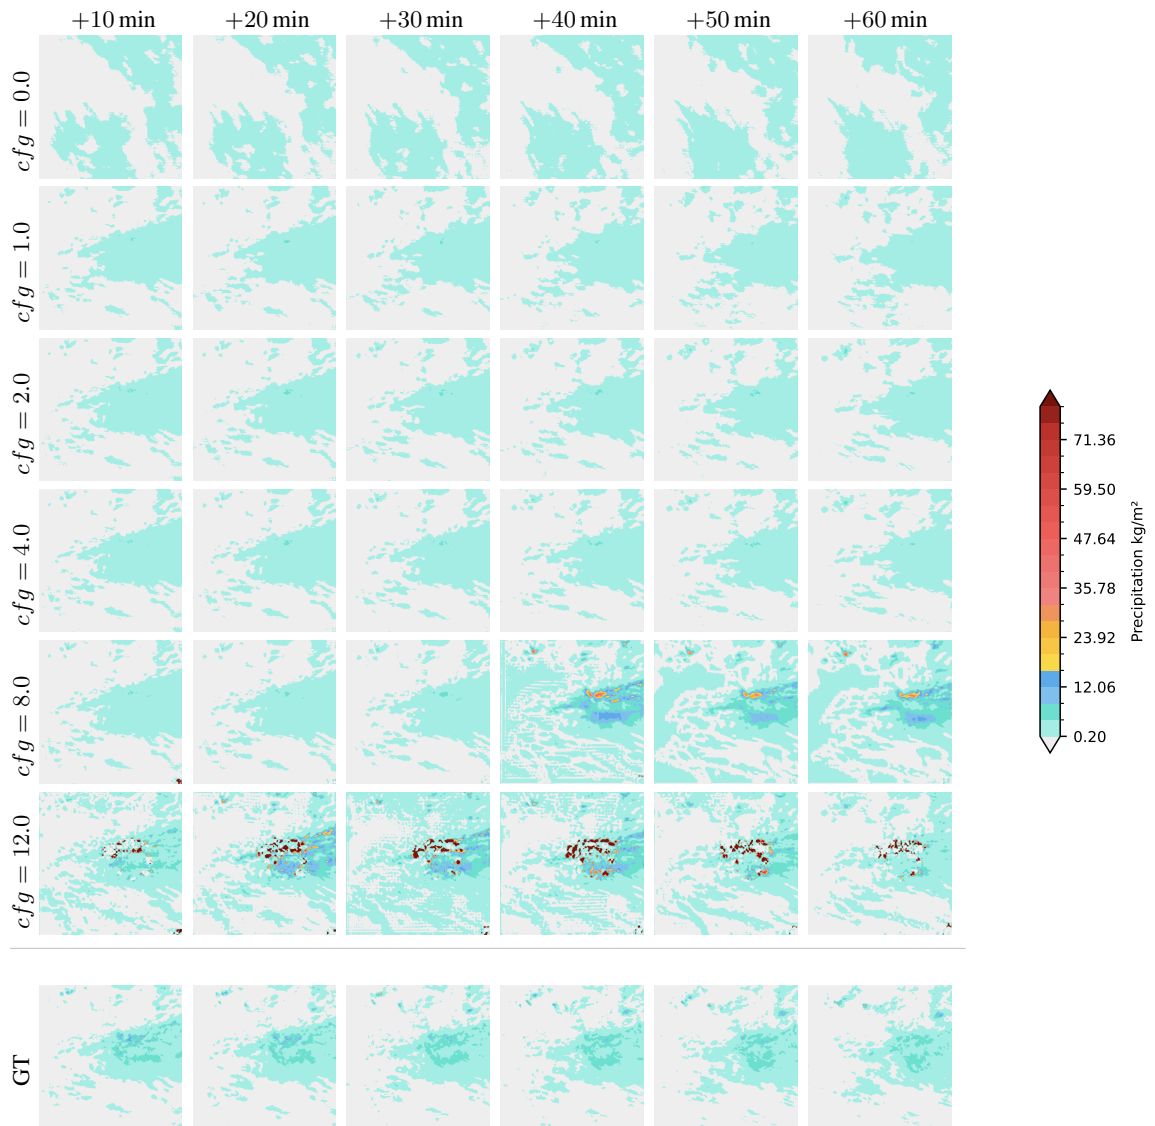 +10 min +20 min +30 min +40 min +50 min +60 min
cfg = 0.0
cfg = 1.0
cfg = 2.0
cfg = 4.0
cfg = 8.0
cfg = 12.0
GT
71.36
59.50
47.64
35.78
23.92
12.06
0.20
Precipitation kg/m²